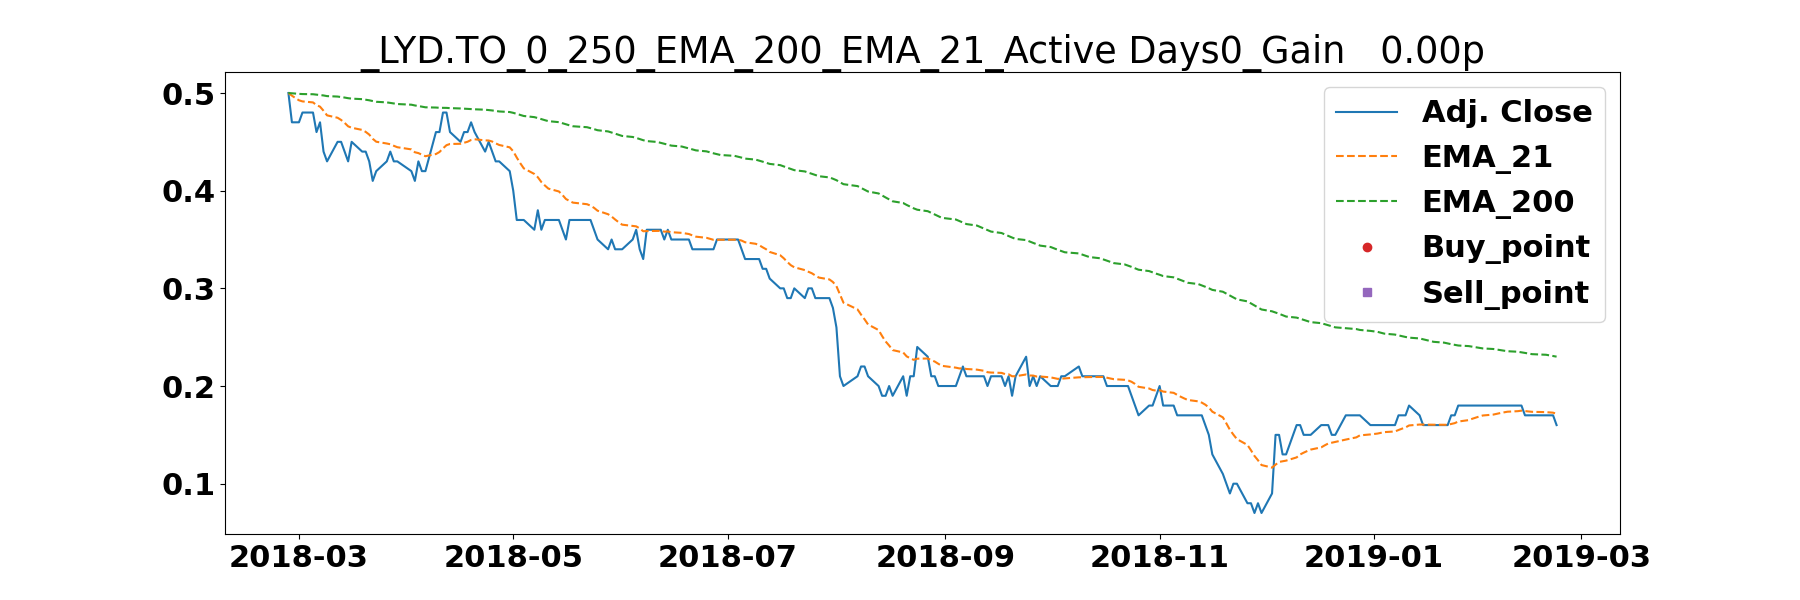 _LYD.TO_0_250_EMA_200_EMA_21_Active Days0_Gain   0.00p
0.5
0.4
0.3
0.2
0.1
Adj. Close
EMA_21
EMA_200
Buy_point
Sell_point
2018-03 2018-05 2018-07 2018-09 2018-11 2019-01 2019-03